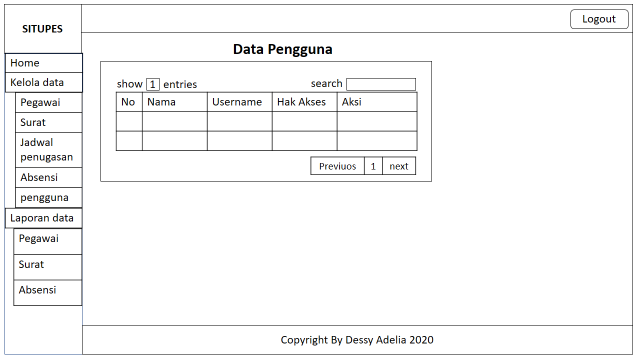 SITUPES
Logout
Home
Kelola data
Pegawai
Surat
Jadwal
penugasan
Absensi
pengguna
Laporan data
Pegawai
Surat
Absensi
Data Pengguna
show 1 entries
search
No Nama Username Hak Akses Aksi
Previuos 1 next
Copyright By Dessy Adelia 2020